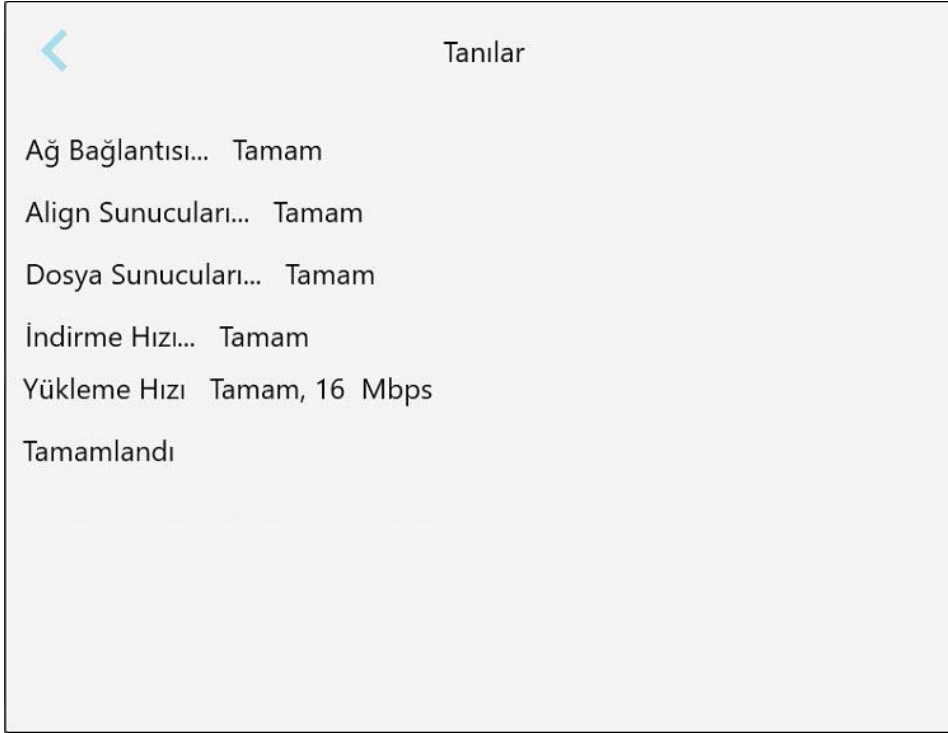 Tanılar
Ağ Bağlantısı... Tamam
Align Sunucuları... Tamam
Dosya Sunucuları... Tamam
İndirme Hızı... Tamam
Yükleme Hızı Tamam, 16 Mbps
Tamamlandı